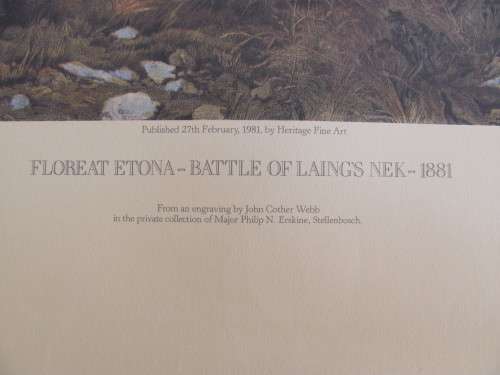 Published 27th February, 1981, by Heritage Fine Art
FLOREAT ETONA - BATTLE OF LAING'S NEK - 1881
From an engraving by John Cother Webb
in the private collection of Major Philip N. Erskine, Stellenbosch.